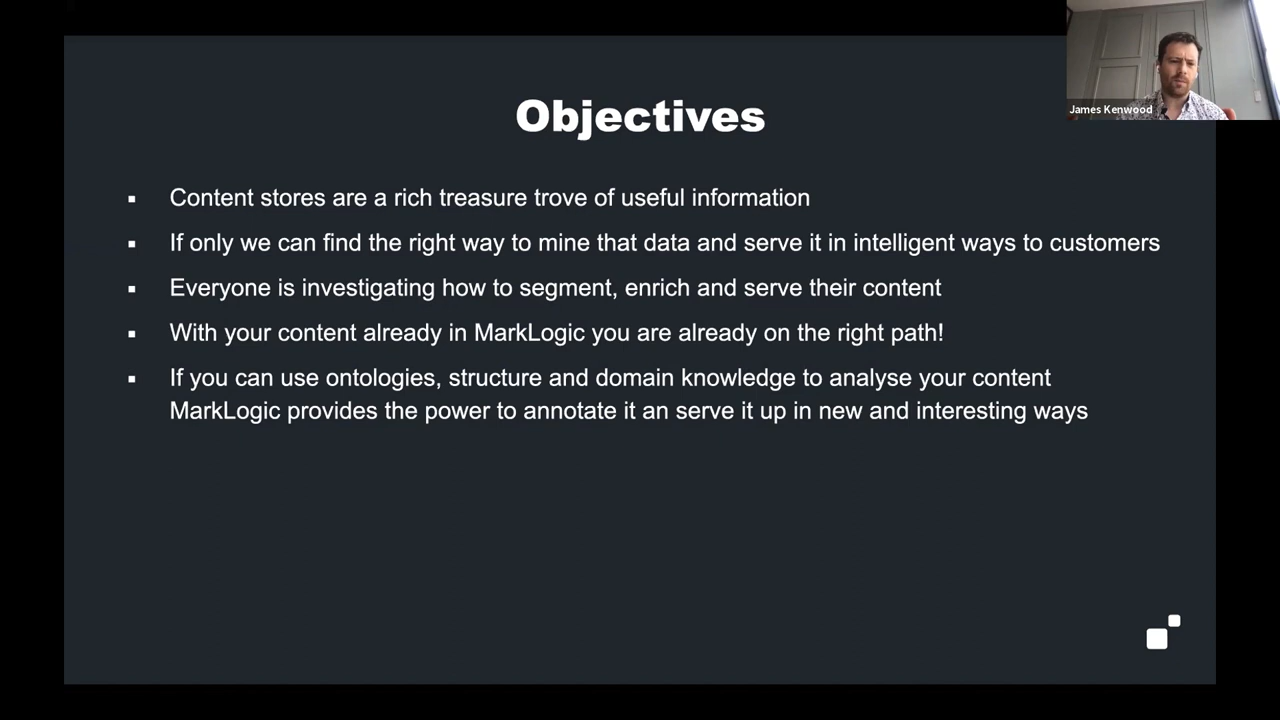 James Kenwood
Objectives
Content stores are a rich treasure trove of useful information
If only we can find the right way to mine that data and serve it in intelligent ways to customers
Everyone is investigating how to segment, enrich and serve their content
With your content already in MarkLogic you are already on the right path!
If you can use ontologies, structure and domain knowledge to analyse your content
MarkLogic provides the power to annotate it an serve it up in new and interesting ways